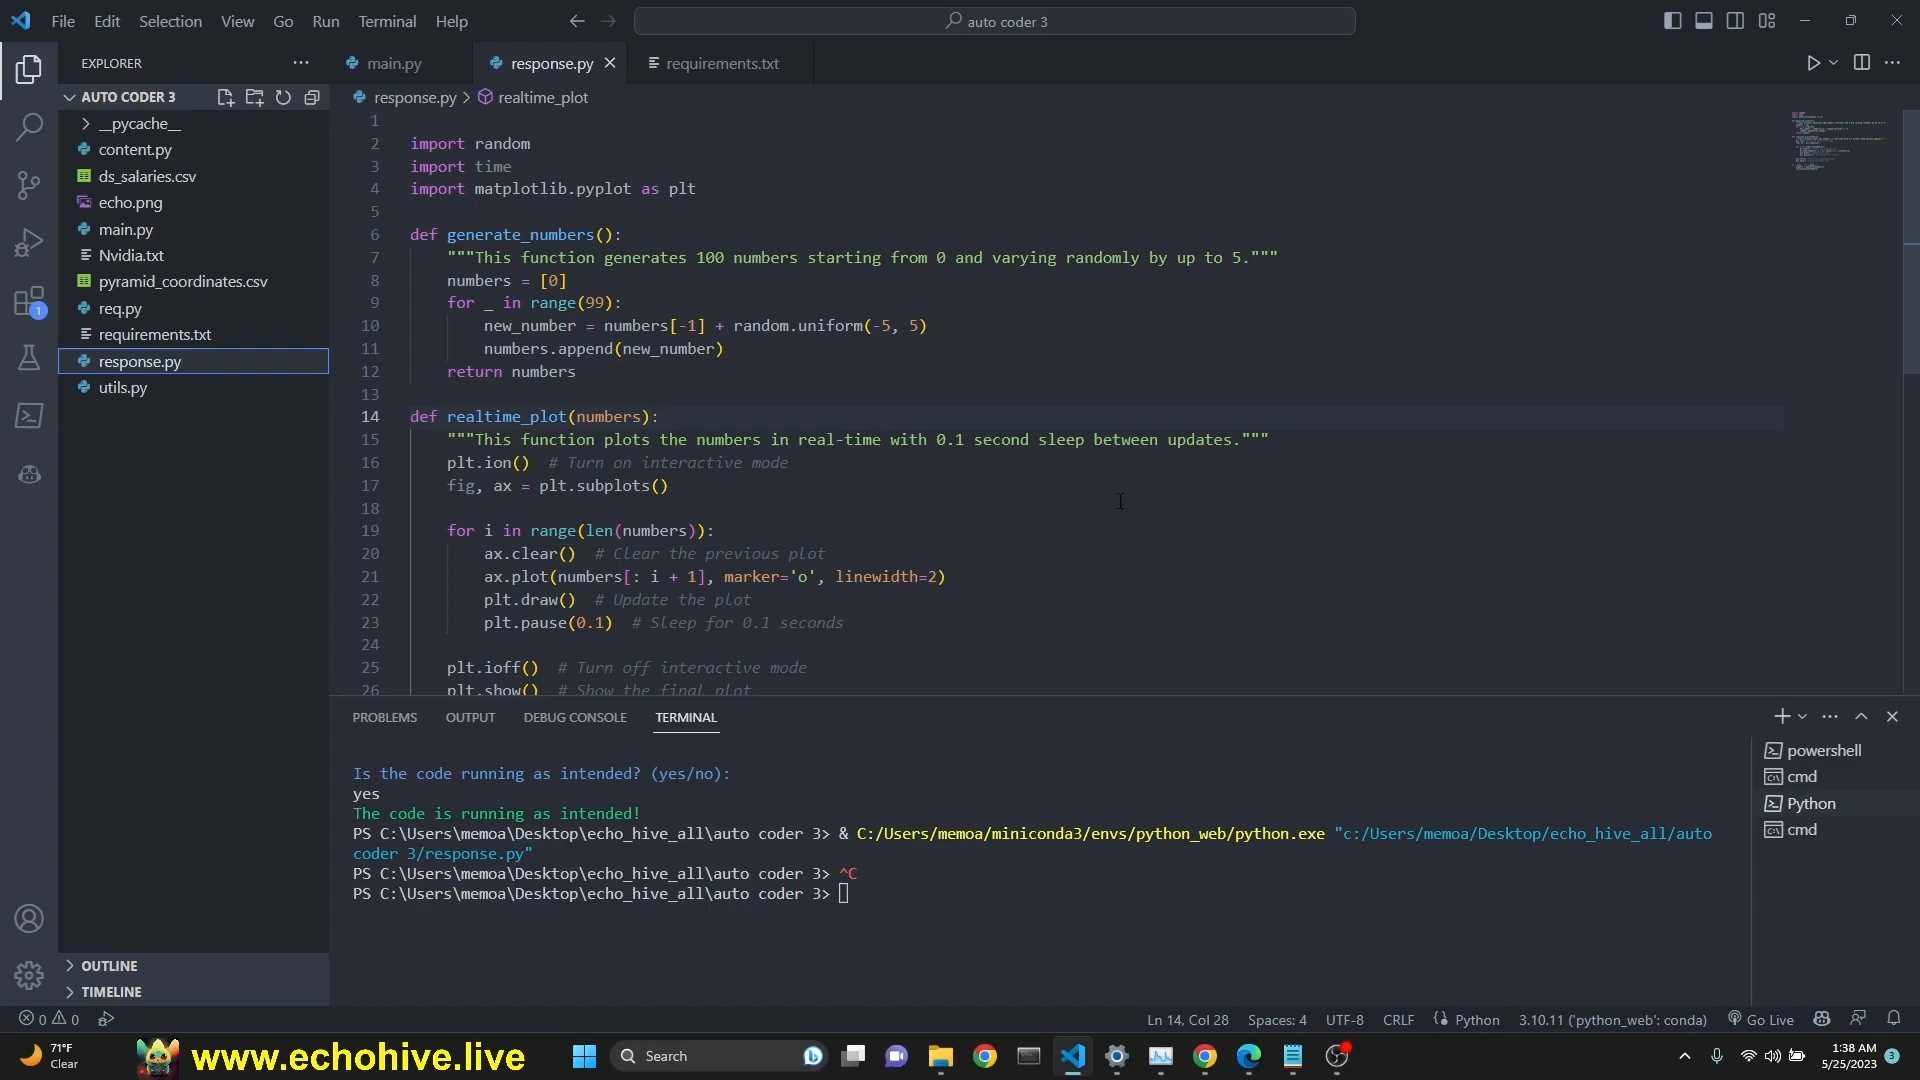 File Edit Selection View Go Run Terminal Help
auto coder 3
EXPLORER
main.py
response.py
requirements.txt
AUTO CODER 3
response.py > realtime_plot
__pycache__
content.py
ds_salaries.csv
echo.png
main.py
Nvidia.txt
pyramid_coordinates.csv
req.py
requirements.txt
response.py
utils.py
1
2 import random
3 import time
4 import matplotlib.pyplot as plt
5
6 def generate_numbers():
7 """This function generates 100 numbers starting from 0 and varying randomly by up to 5."""
8 numbers = [0]
9 for _ in range(99):
10 new_number = numbers[-1] + random.uniform(-5, 5)
11 numbers.append(new_number)
12 return numbers
13
14 def realtime_plot(numbers):
15 """This function plots the numbers in real-time with 0.1 second sleep between updates."""
16 plt.ion() # Turn on interactive mode
17 fig, ax = plt.subplots()
18
19 for i in range(len(numbers)):
20 ax.clear() # Clear the previous plot
21 ax.plot(numbers[: i + 1], marker='o', linewidth=2)
22 plt.draw() # Update the plot
23 plt.pause(0.1) # Sleep for 0.1 seconds
24
25 plt.ioff() # Turn off interactive mode
26 plt.show() # Show the final plot
PROBLEMS OUTPUT DEBUG CONSOLE TERMINAL
Is the code running as intended? (yes/no):
yes
The code is running as intended!
PS C:\Users\memoa\Desktop\echo_hive_all\auto coder 3> & C:/Users/memoa/miniconda3/envs/python_web/python.exe "c:/Users/memoa/Desktop/echo_hive_all/auto
coder 3/response.py"
PS C:\Users\memoa\Desktop\echo_hive_all\auto coder 3> ^C
PS C:\Users\memoa\Desktop\echo_hive_all\auto coder 3>
powershell
cmd
Python
cmd
1
OUTLINE
TIMELINE
0 0
Ln 14, Col 28 Spaces: 4 UTF-8 CRLF Python 3.10.11 ('python_web': conda) Go Live
71°F
Clear
www.echohive.live
Search
1:38 AM
5/25/2023
3